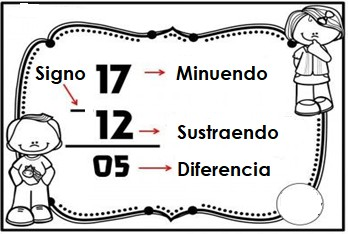 Signo 17 → Minuendo
− 12 → Sustraendo
05 → Diferencia